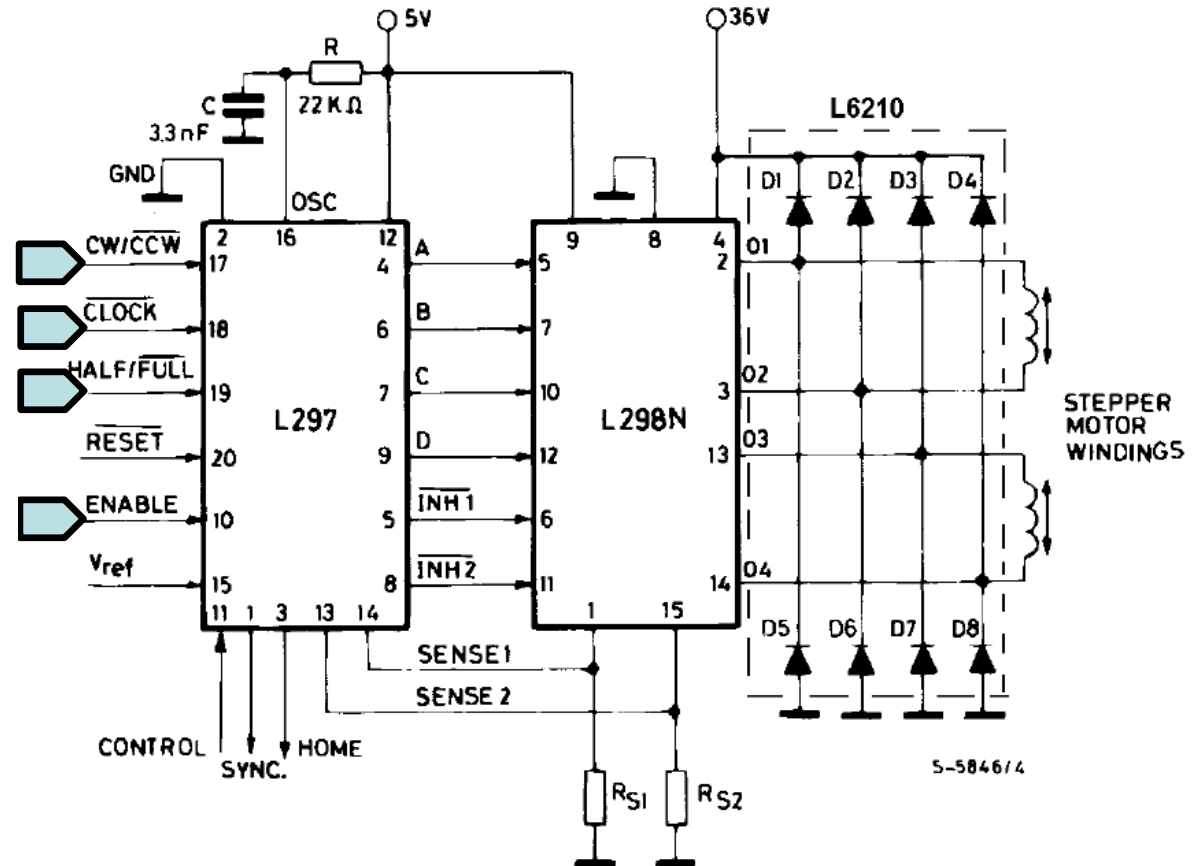 5V
36V
R
22KΩ
C
3.3nF
L6210
GND
OSC
D1 D2 D3 D4
2 16 12
9 8 4
CW/CCW 17
4 A 5
2 01
CLOCK 18
6 B 7
HALF/FULL 19
7 C 10
3 02
L297
L298N
STEPPER
MOTOR
WINDINGS
RESET 20
9 D 12
13 03
ENABLE 10
5 INH1 6
Vref 15
8 INH2 11
14 04
11 1 3 13 14
1 15
D5 D6 D7 D8
SENSE1
SENSE 2
CONTROL
SYNC.
HOME
S-5846/4
RS1
RS2